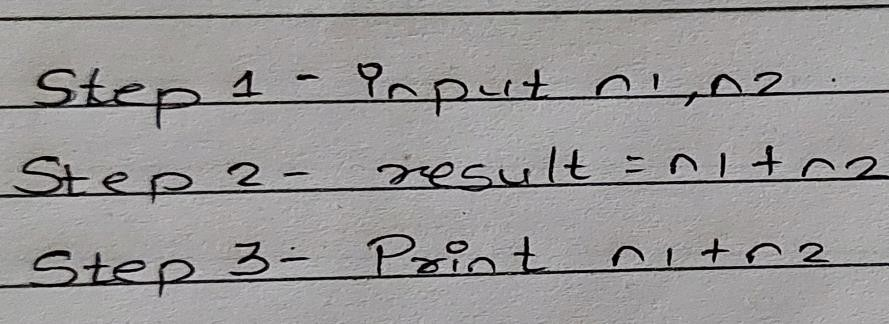 Step 1 - Input n1, n2.
Step 2 - result = n1 + n2
Step 3 - Print n1 + n2